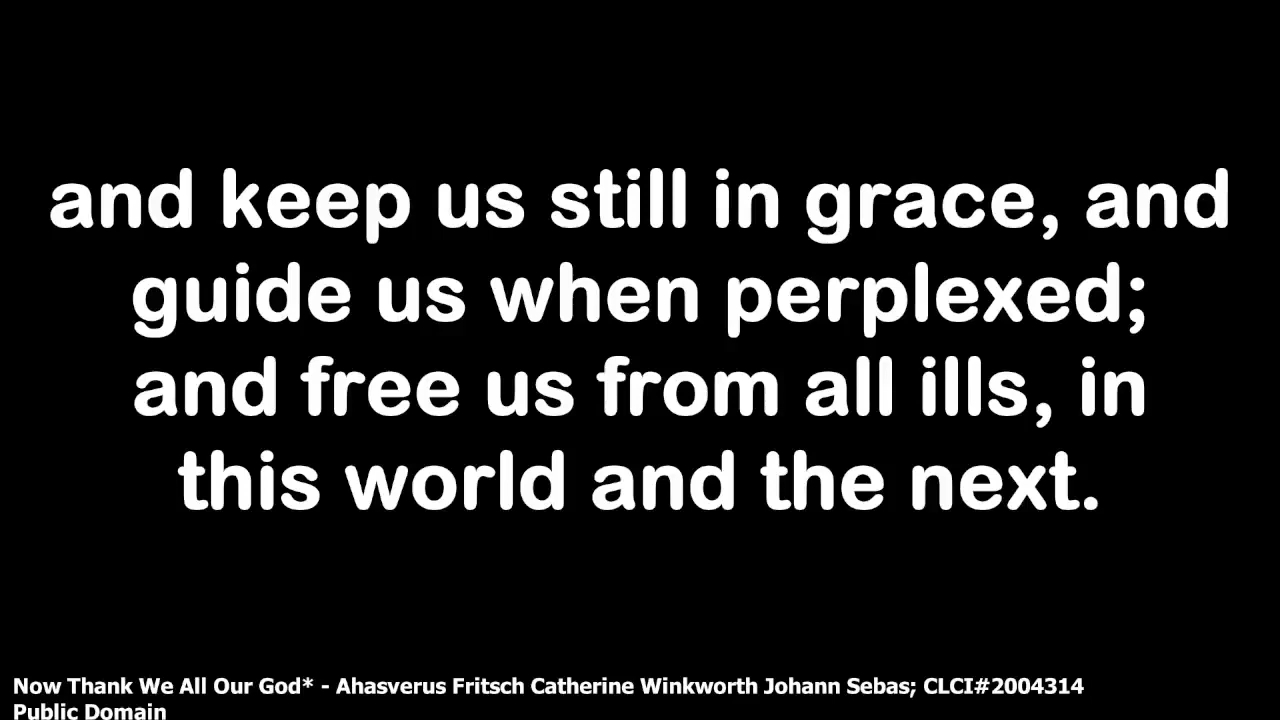 and keep us still in grace, and
guide us when perplexed;
and free us from all ills, in
this world and the next.
Now Thank We All Our God* - Ahasverus Fritsch Catherine Winkworth Johann Sebas; CLCI#2004314
Public Domain